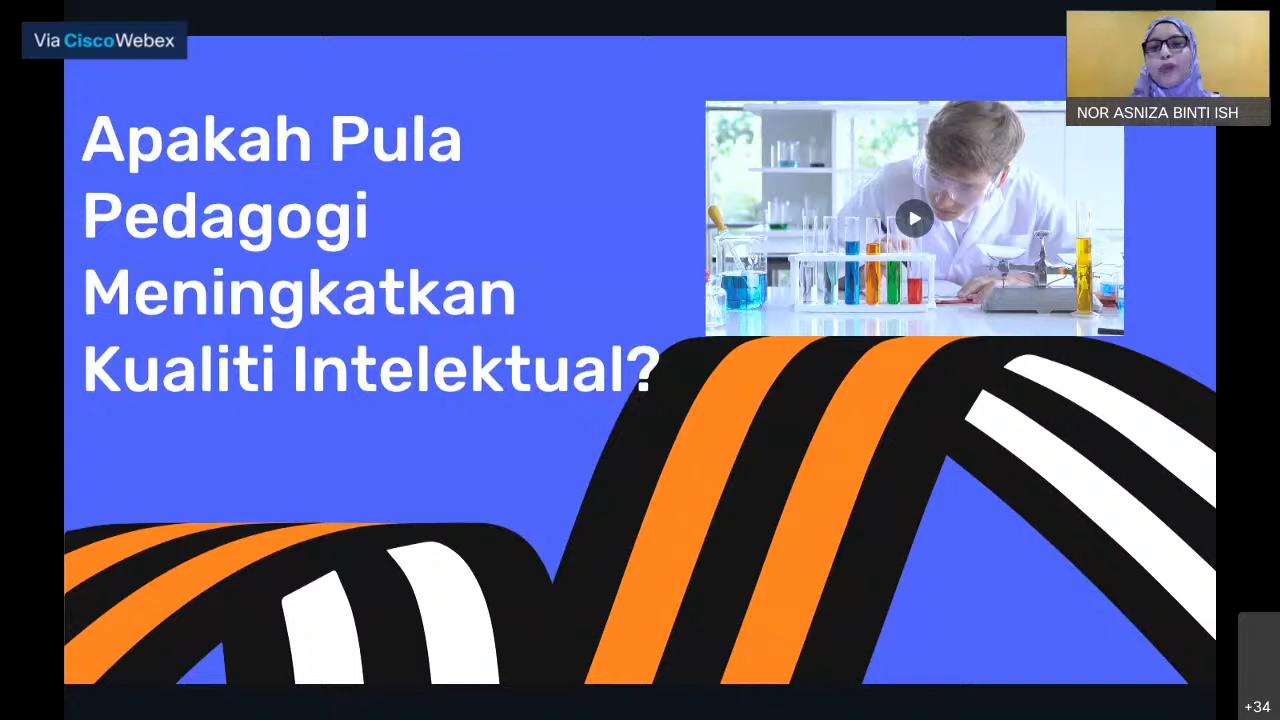 Via CiscoWebex
NOR ASNIZA BINTI ISH
Apakah Pula
Pedagogi
Meningkatkan
Kualiti Intelektual?
+34